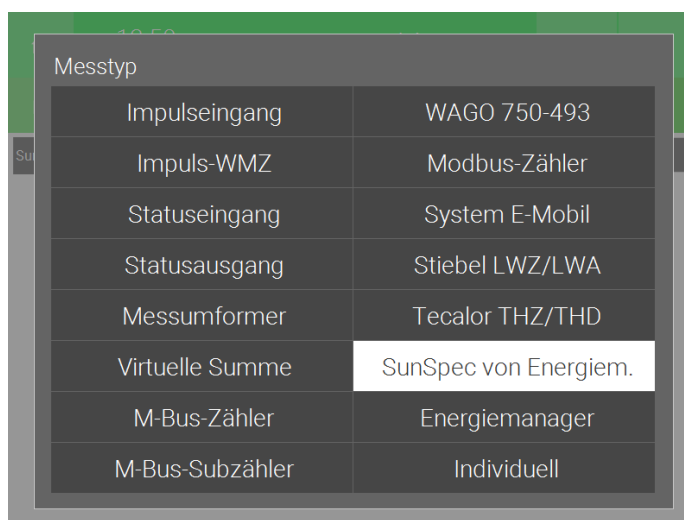 Messtyp
Impulseingang
WAGO 750-493
Impuls-WMZ
Modbus-Zähler
Statuseingang
System E-Mobil
Statusausgang
Stiebel LWZ/LWA
Messumformer
Tecalor THZ/THD
Virtuelle Summe
SunSpec von Energiem.
M-Bus-Zähler
Energiemanager
M-Bus-Subzähler
Individuell